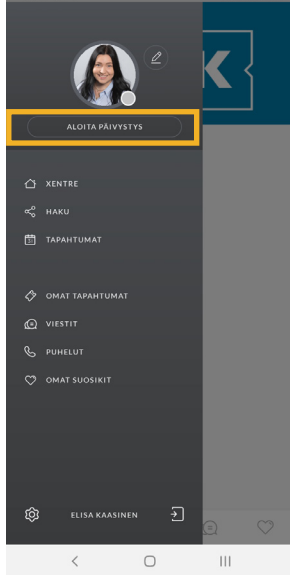 K
ALOITA PÄIVYSTYS
XENTRE
HAKU
TAPAHTUMAT
OMAT TAPAHTUMAT
VIESTIT
PUHELUT
OMAT SUOSIKIT
ELISA KAASINEN